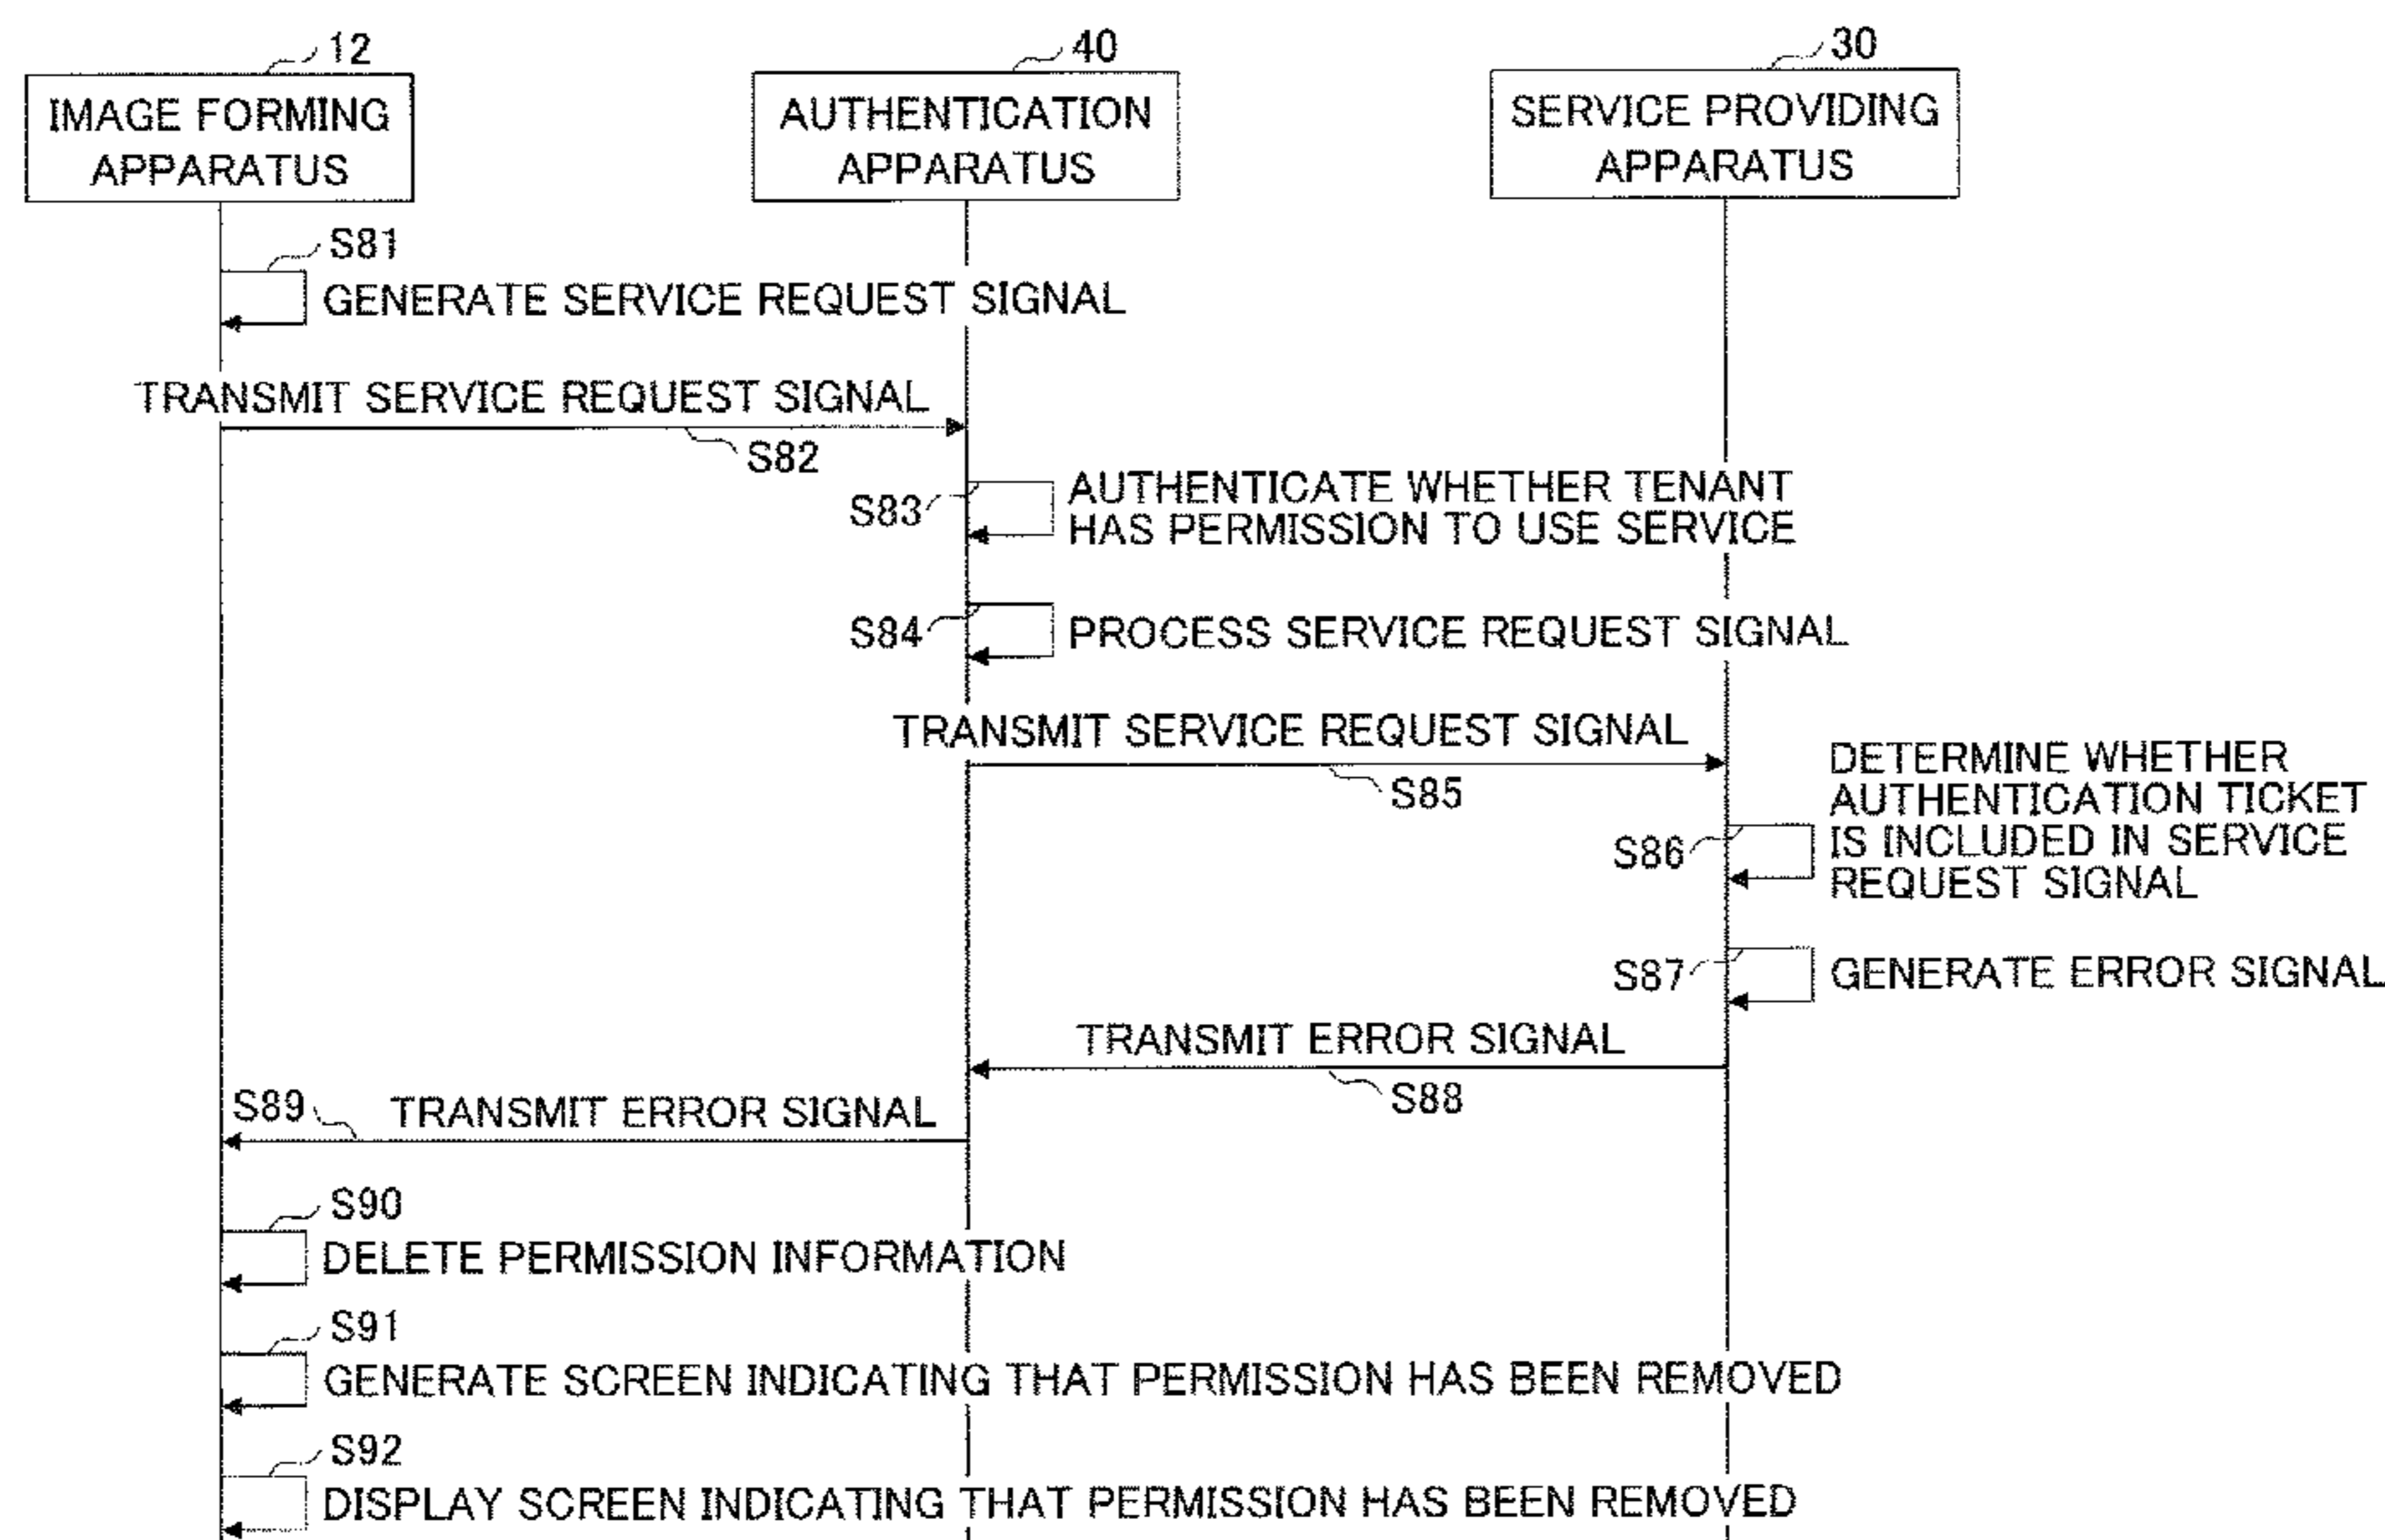 12
40
30
IMAGE FORMING
APPARATUS
AUTHENTICATION
APPARATUS
SERVICE PROVIDING
APPARATUS
S81
GENERATE SERVICE REQUEST SIGNAL
TRANSMIT SERVICE REQUEST SIGNAL
S82
S83
AUTHENTICATE WHETHER TENANT
HAS PERMISSION TO USE SERVICE
S84
PROCESS SERVICE REQUEST SIGNAL
TRANSMIT SERVICE REQUEST SIGNAL
S85
DETERMINE WHETHER
AUTHENTICATION TICKET
IS INCLUDED IN SERVICE
REQUEST SIGNAL
S86
S87
GENERATE ERROR SIGNAL
TRANSMIT ERROR SIGNAL
S88
S89
TRANSMIT ERROR SIGNAL
S90
DELETE PERMISSION INFORMATION
S91
GENERATE SCREEN INDICATING THAT PERMISSION HAS BEEN REMOVED
S92
DISPLAY SCREEN INDICATING THAT PERMISSION HAS BEEN REMOVED